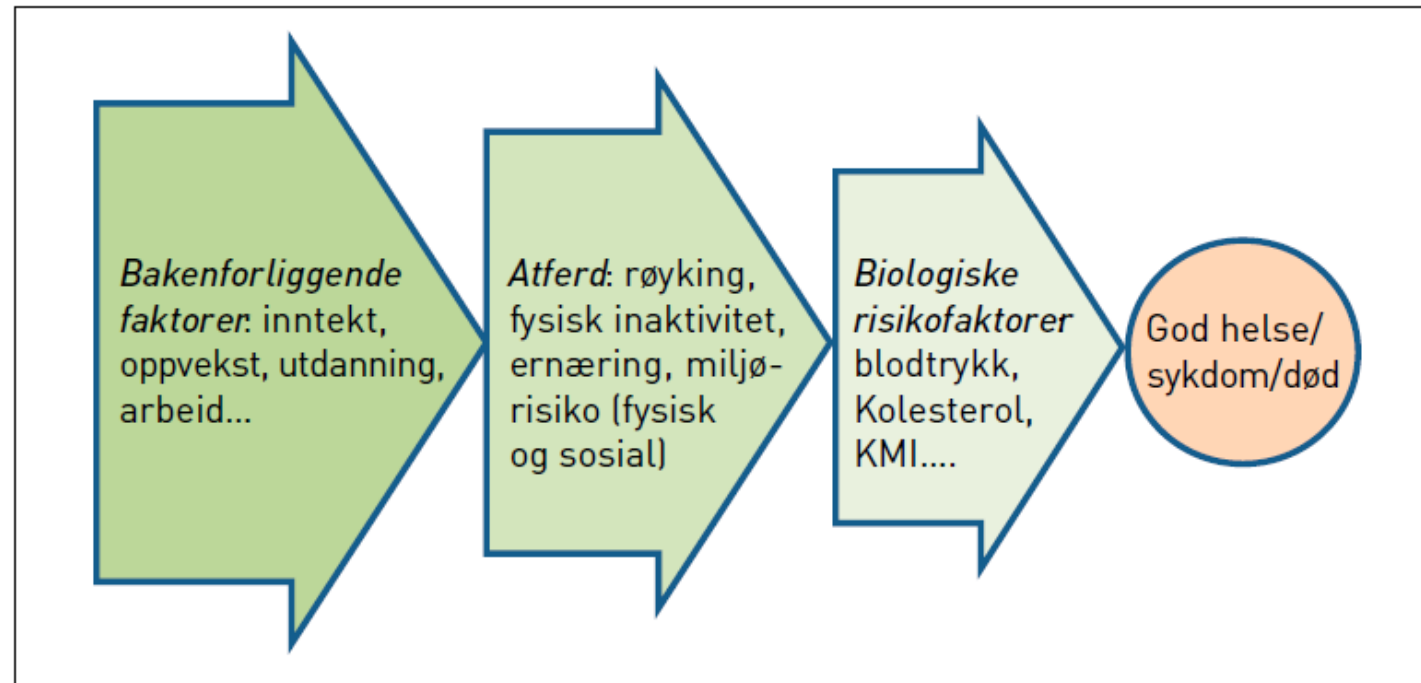 Bakenforliggende
faktorer: inntekt,
oppvekst, utdanning,
arbeid...
Atferd: røyking,
fysisk inaktivitet,
ernæring, miljø-
risiko (fysisk
og sosial)
Biologiske
risikofaktorer
blodtrykk,
Kolesterol,
KMI....
God helse/
sykdom/død